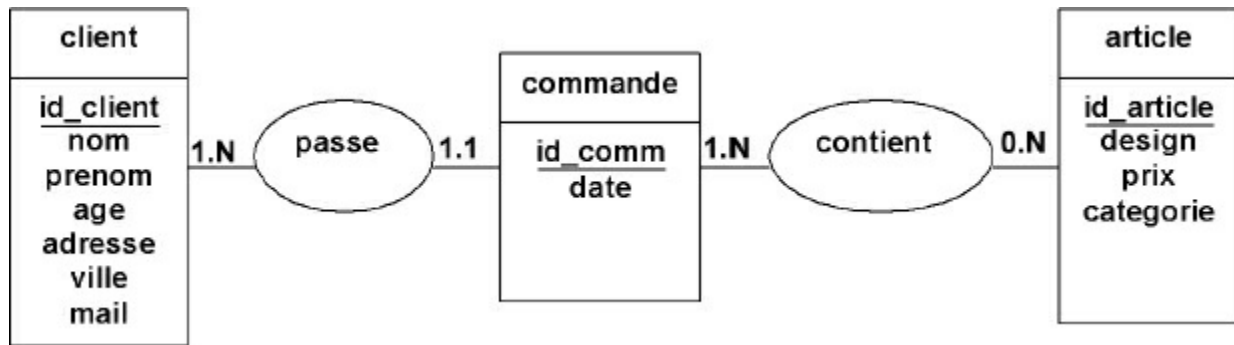 client
id_client
nom
prenom
age
adresse
ville
mail
1.N
passe
1.1
commande
id_comm
date
1.N
contient
0.N
article
id_article
design
prix
categorie